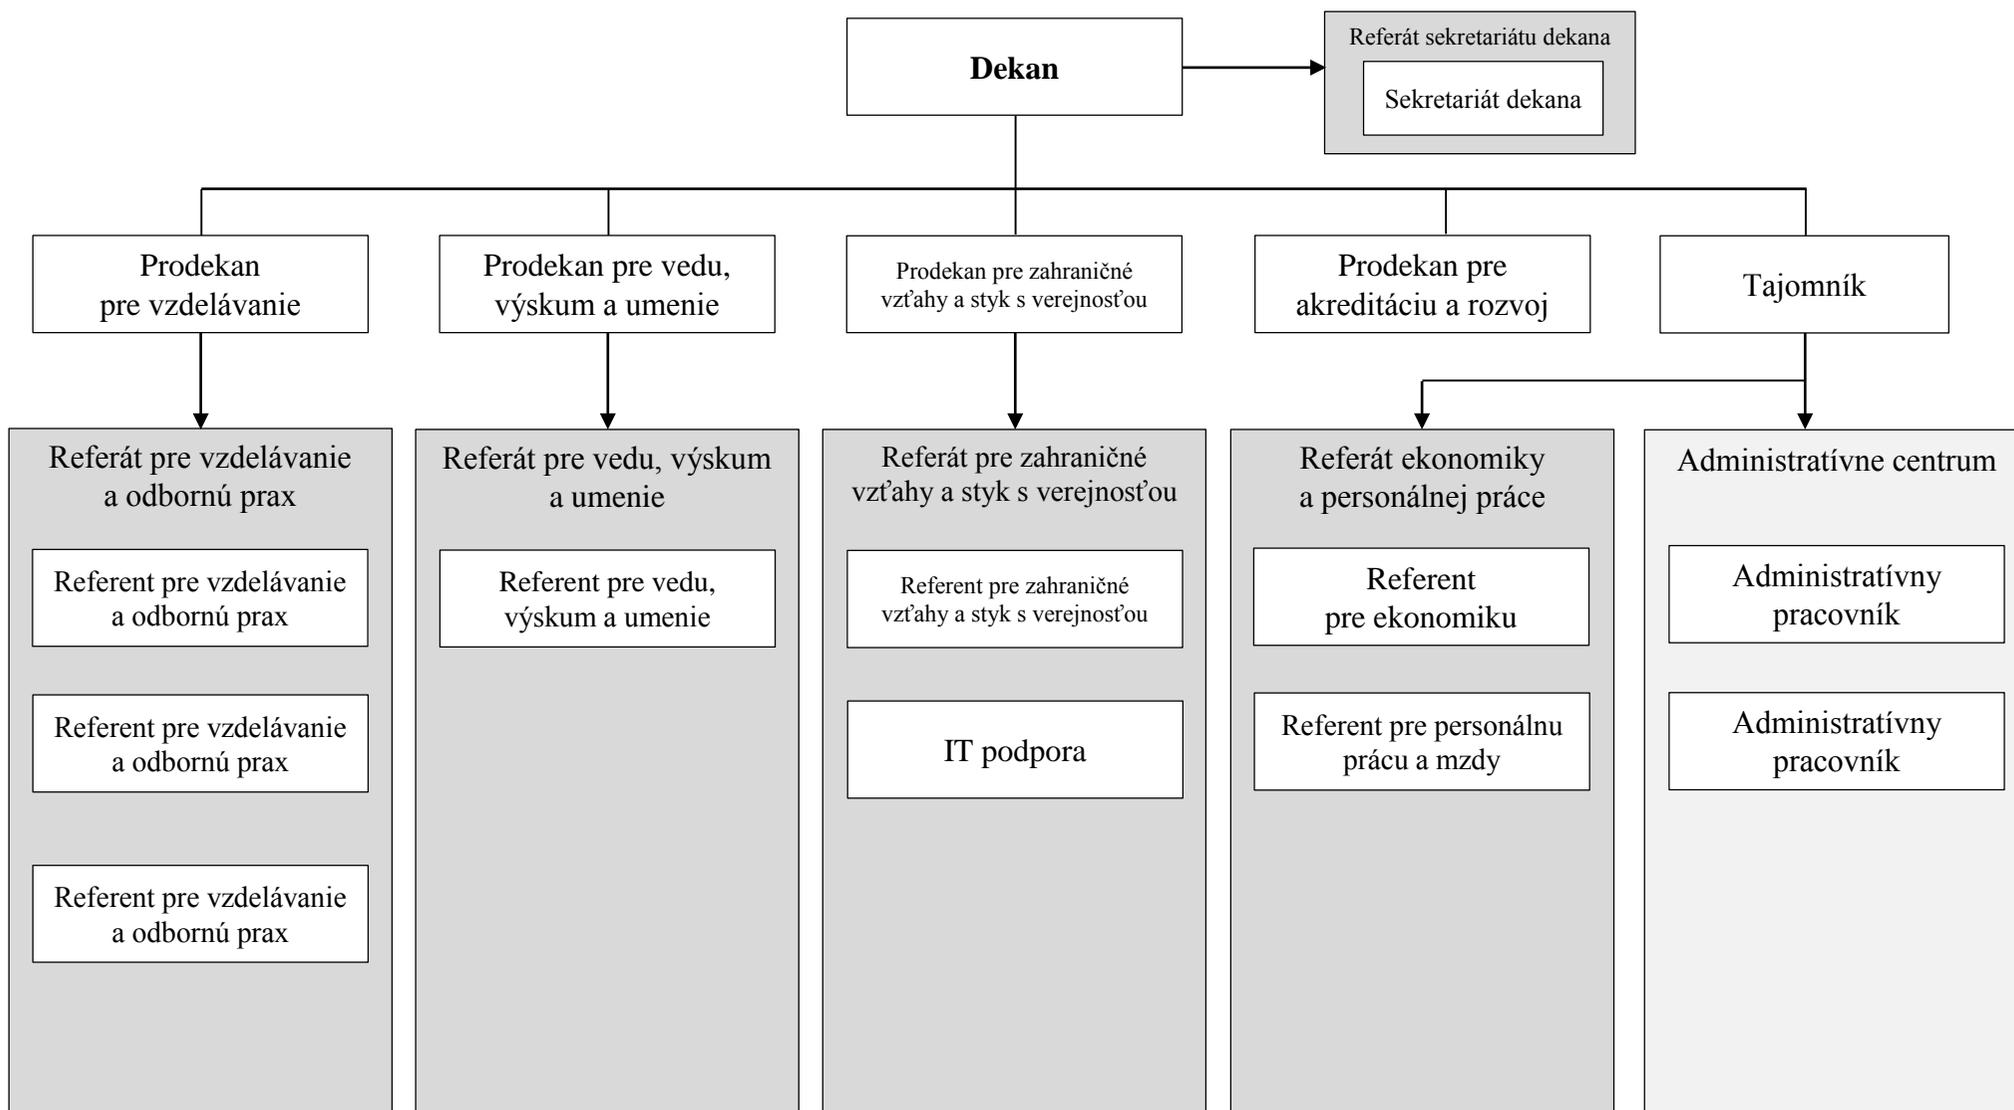 Dekan
Referát sekretariátu dekana
Sekretariát dekana
Prodekan
pre vzdelávanie
Prodekan pre vedu,
výskum a umenie
Prodekan pre zahraničné
vzťahy a styk s verejnosťou
Prodekan pre
akreditáciu a rozvoj
Tajomník
Referát pre vzdelávanie
a odbornú prax
Referent pre vzdelávanie
a odbornú prax
Referent pre vzdelávanie
a odbornú prax
Referent pre vzdelávanie
a odbornú prax
Referát pre vedu, výskum
a umenie
Referent pre vedu,
výskum a umenie
Referát pre zahraničné
vzťahy a styk s verejnosťou
Referent pre zahraničné
vzťahy a styk s verejnosťou
IT podpora
Referát ekonomiky
a personálnej práce
Referent
pre ekonomiku
Referent pre personálnu
prácu a mzdy
Administratívne centrum
Administratívny
pracovník
Administratívny
pracovník